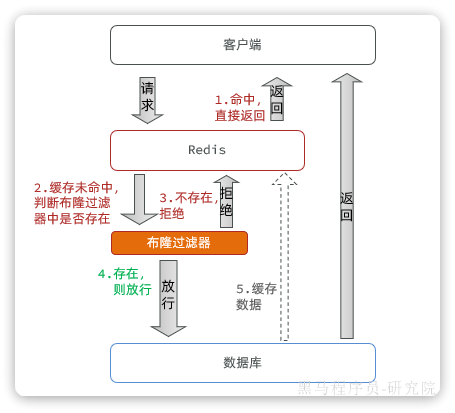 客户端
请
求
1.命中,
直接返回
返
回
Redis
2.缓存未命中,
判断布隆过滤
器中是否存在
3.不存在,
拒绝
拒
绝
返
回
布隆过滤器
4.存在,
则放行
放
行
5.缓存
数据
数据库
黑马程序员-研究院